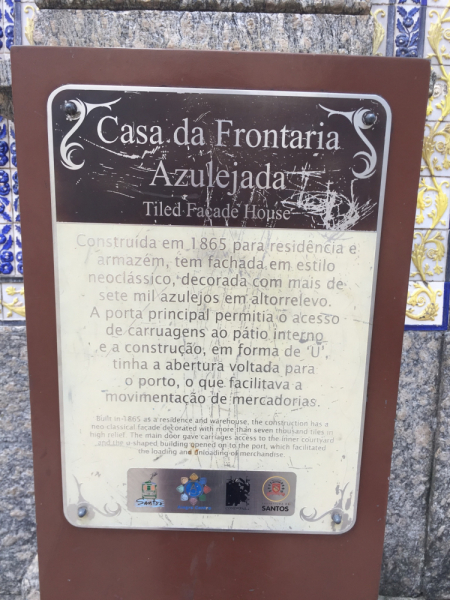 Casa da Frontaria
Azulejada
Tiled Facade House
Construída em 1865 para residência e
armazém, tem fachada em estilo
neoclássico, decorada com mais de
sete mil azulejos em altorrelevo.
A porta principal permitia o acesso
de carruagens ao pátio interno
e a construção, em forma de 'U',
tinha a abertura voltada para
o porto, o que facilitava a
movimentação de mercadorias.
Built in 1865 as a residence and warehouse, the construction has a
neo classical facade decorated with more than seven thousand tiles in
high relief. The main door gave carriages access to the inner courtyard
and the u-shaped building opened on to the port, which facilitated
the loading and unloading of merchandise.
Santos
SANTOS